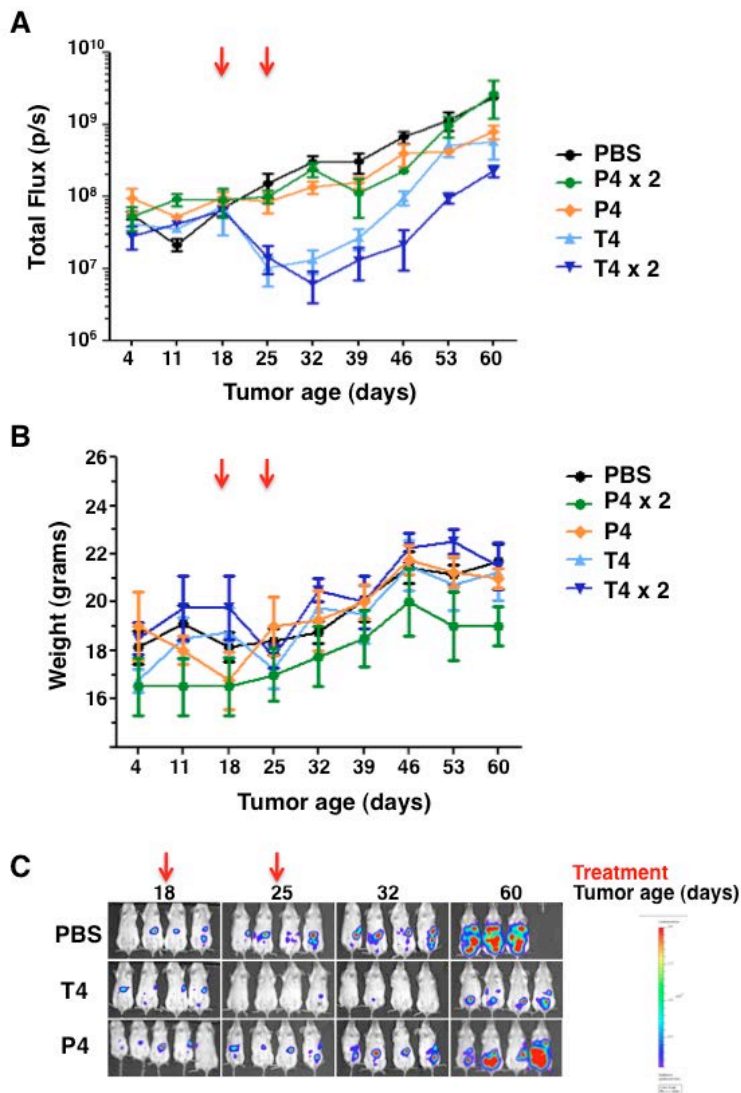 A
10^10
10^9
10^8
10^7
10^6
Total Flux (p/s)
4 11 18 25 32 39 46 53 60
Tumor age (days)
PBS
P4 x 2
P4
T4
T4 x 2
B
26
24
22
20
18
16
Weight (grams)
4 11 18 25 32 39 46 53 60
Tumor age (days)
PBS
P4 x 2
P4
T4
T4 x 2
C
Treatment
18 25 32 60 Tumor age (days)
PBS
T4
P4